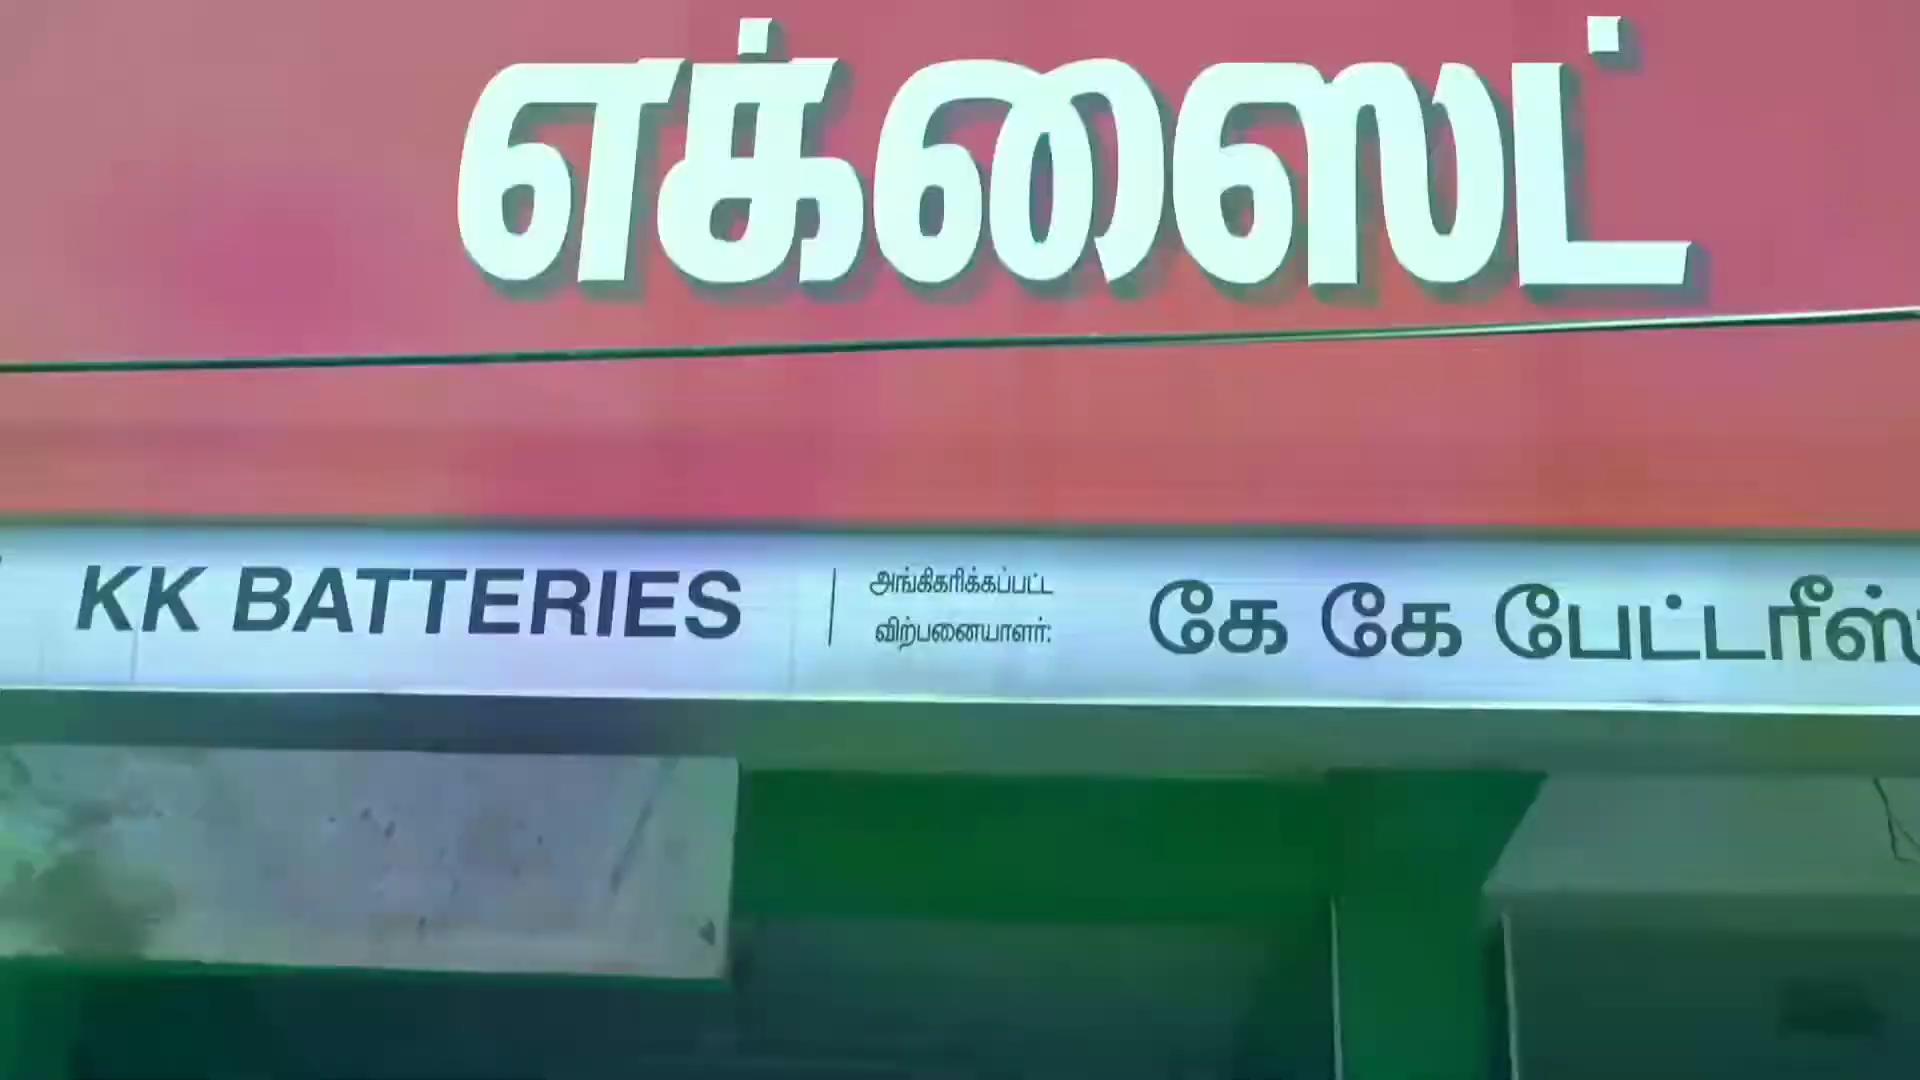 எக்ஸைட்
KK BATTERIES
அங்கிகரிக்கப்பட்ட
விற்பனையாளர்:
கே கே பேட்டரீஸ்